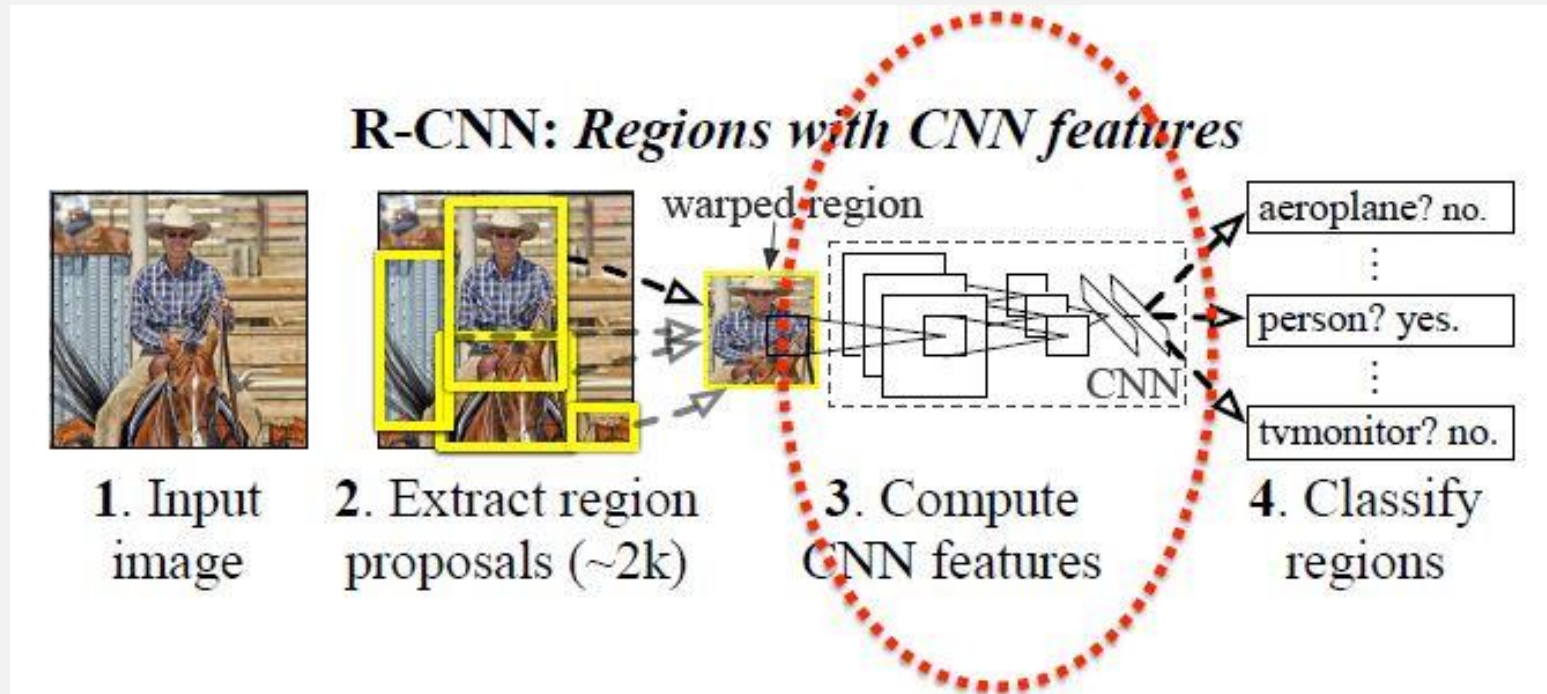 R-CNN: Regions with CNN features
warped region
aeroplane? no.
⋮
person? yes.
⋮
tvmonitor? no.
CNN
1. Input
image
2. Extract region
proposals (~2k)
3. Compute
CNN features
4. Classify
regions